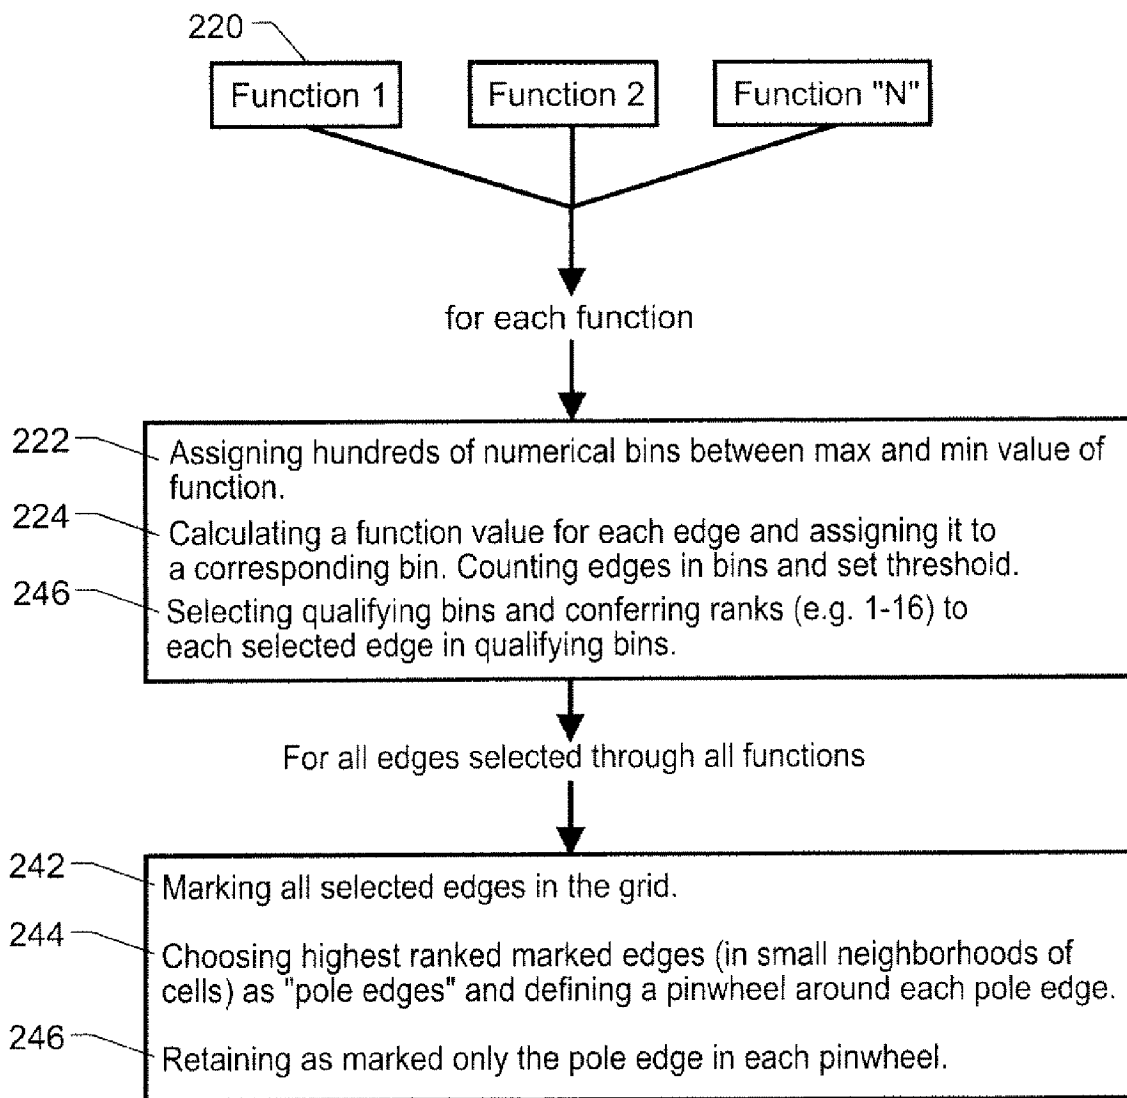 220
Function 1
Function 2
Function "N"
for each function
222
Assigning hundreds of numerical bins between max and min value of
function.
224
Calculating a function value for each edge and assigning it to
a corresponding bin. Counting edges in bins and set threshold.
246
Selecting qualifying bins and conferring ranks (e.g. 1-16) to
each selected edge in qualifying bins.
For all edges selected through all functions
242
Marking all selected edges in the grid.
244
Choosing highest ranked marked edges (in small neighborhoods of
cells) as "pole edges" and defining a pinwheel around each pole edge.
246
Retaining as marked only the pole edge in each pinwheel.